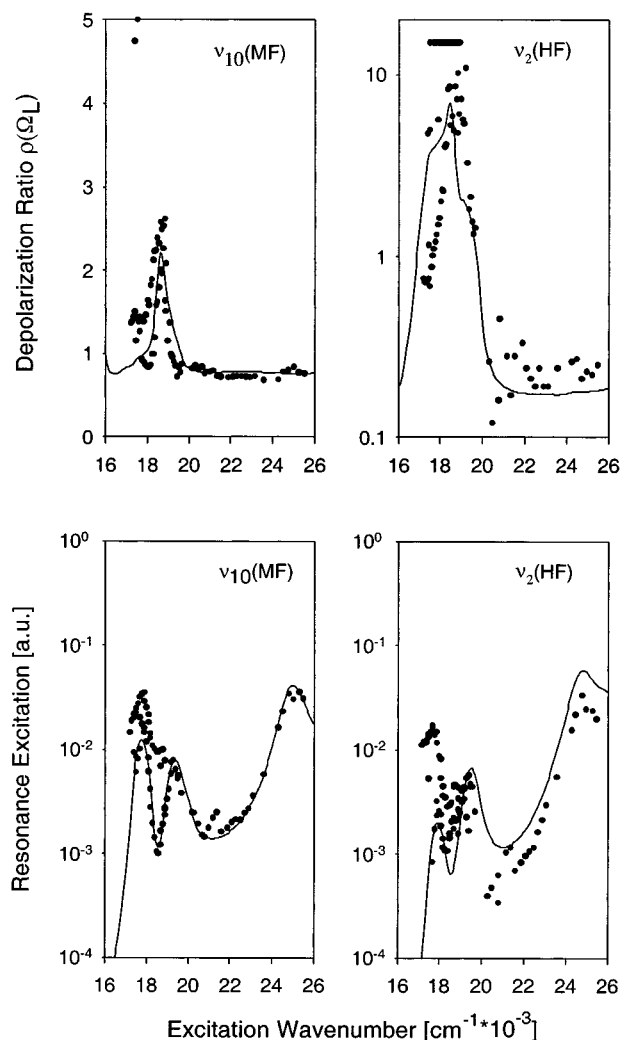 ν10(MF)
ν2(HF)
Depolarization Ratio ρ(ΩL)
5
4
3
2
1
0
10
1
0.1
16 18 20 22 24 26
16 18 20 22 24 26
ν10(MF)
ν2(HF)
Resonance Excitation [a.u.]
10^0
10^-1
10^-2
10^-3
10^-4
10^0
10^-1
10^-2
10^-3
10^-4
16 18 20 22 24 26
16 18 20 22 24 26
Excitation Wavenumber [cm^-1*10^-3]